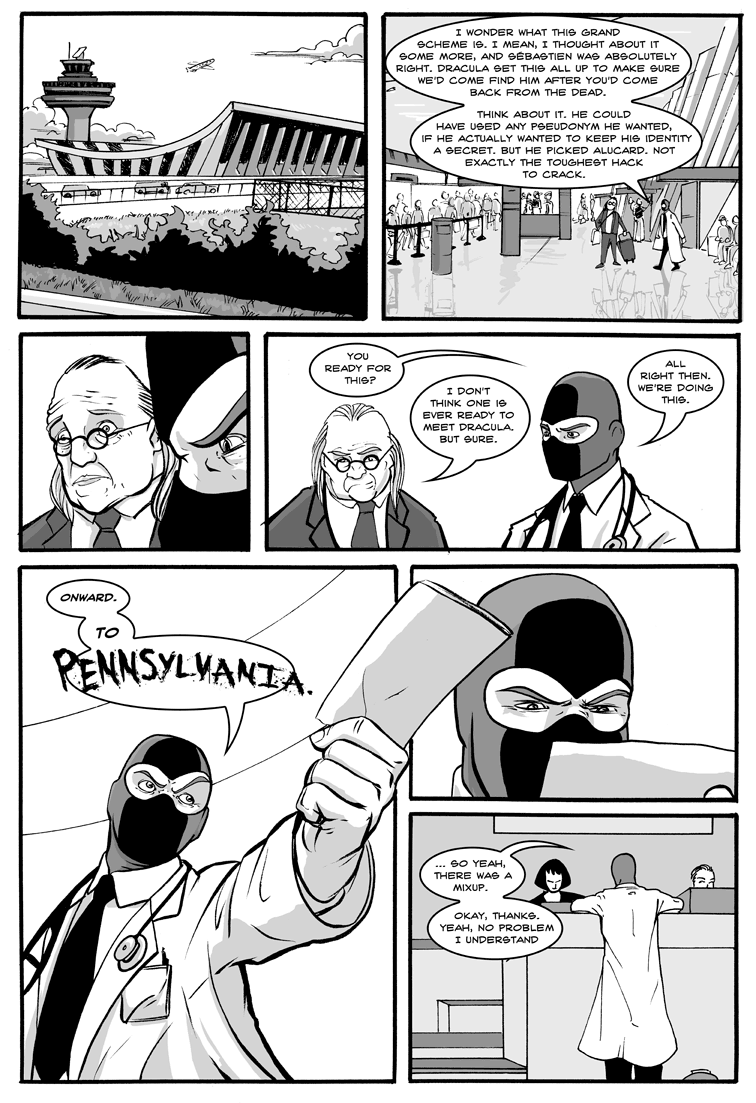 I WONDER WHAT THIS GRAND
SCHEME IS. I MEAN, I THOUGHT ABOUT IT
SOME MORE, AND SÉBASTIEN WAS ABSOLUTELY
RIGHT. DRACULA SET THIS ALL UP TO MAKE SURE
WE'D COME FIND HIM AFTER YOU'D COME
BACK FROM THE DEAD.
THINK ABOUT IT. HE COULD
HAVE USED ANY PSEUDONYM HE WANTED,
IF HE ACTUALLY WANTED TO KEEP HIS IDENTITY
A SECRET. BUT HE PICKED ALUCARD. NOT
EXACTLY THE TOUGHEST HACK
TO CRACK.
YOU
READY FOR
THIS?
I DON'T
THINK ONE IS
EVER READY TO
MEET DRACULA.
BUT SURE.
ALL
RIGHT THEN.
WE'RE DOING
THIS.
ONWARD.
TO
PENNSYLVANIA.
... SO YEAH,
THERE WAS A
MIXUP.
OKAY, THANKS.
YEAH, NO PROBLEM
I UNDERSTAND